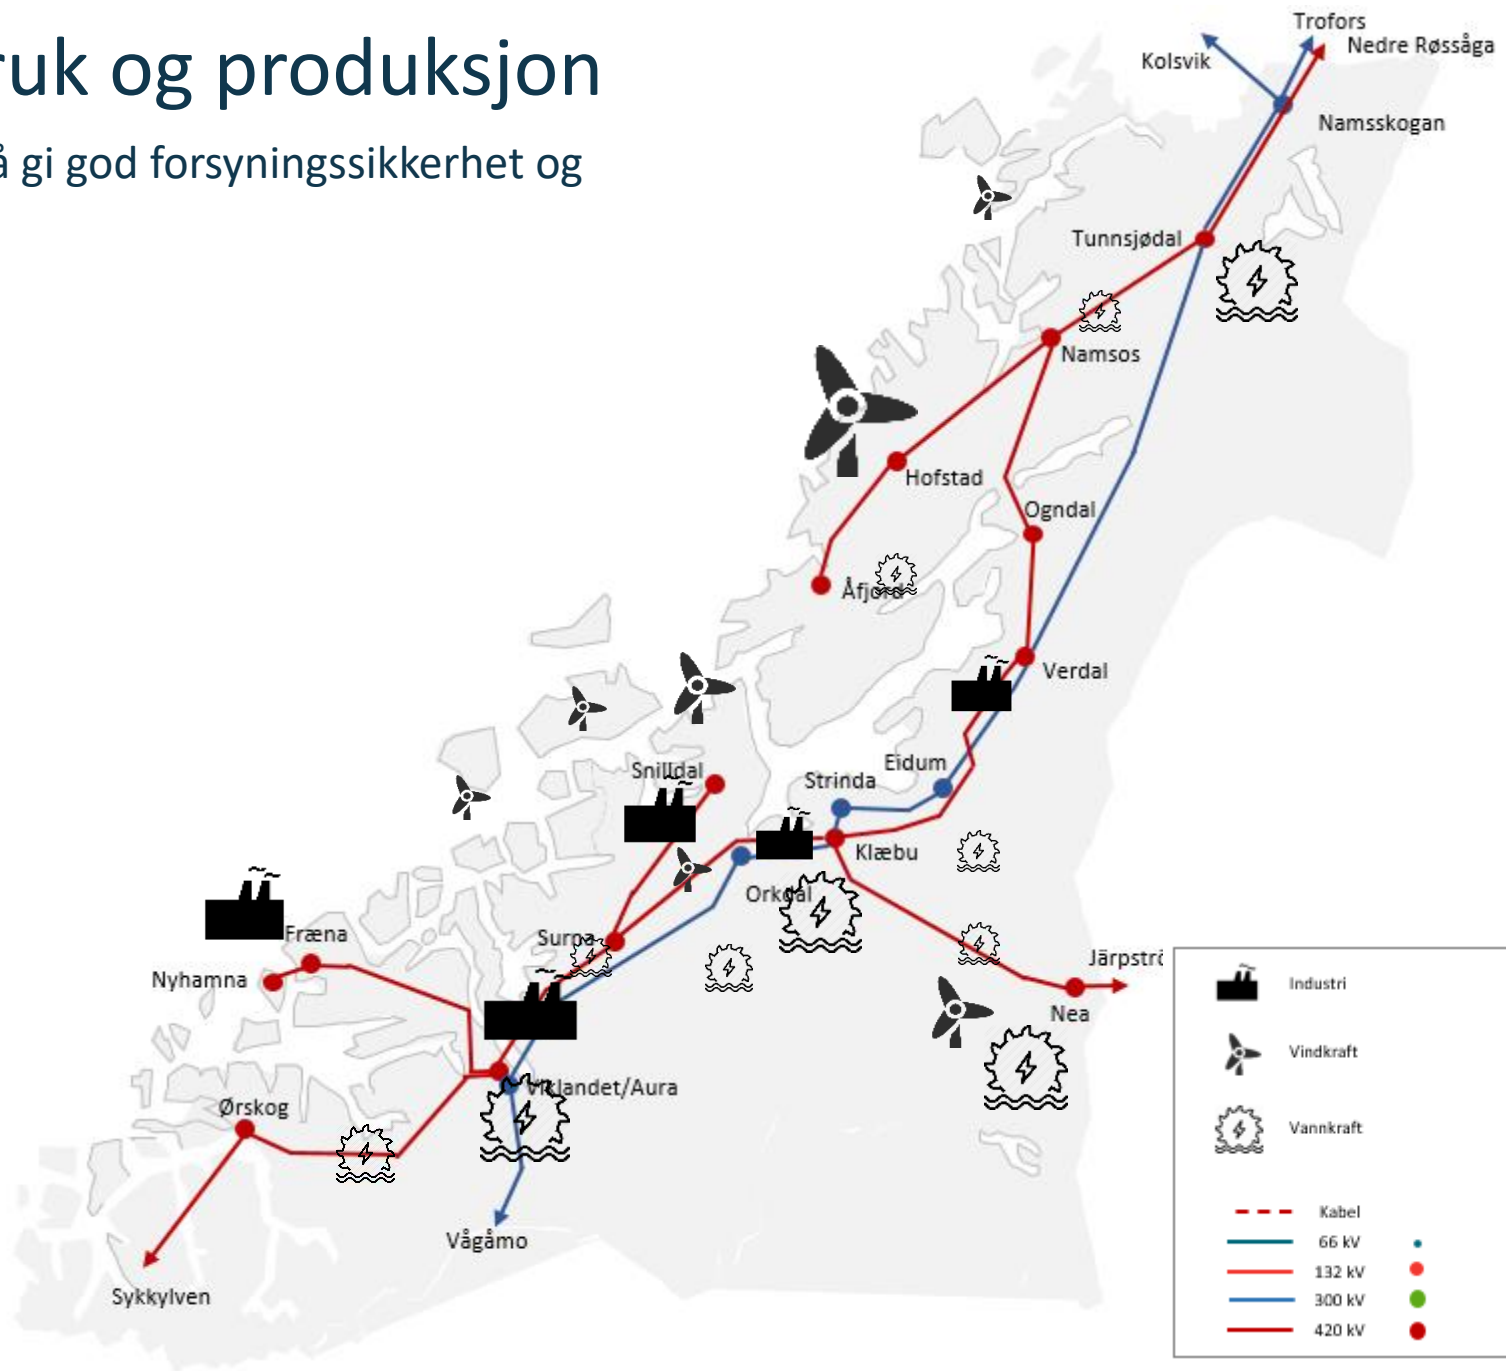 ruk og produksjon
å gi god forsyningssikkerhet og
Trofors
Nedre Røssåga
Kolsvik
Namsskogan
Tunnsjødal
Namsos
Hofstad
Ogndal
Åfjord
Verdal
Eidum
Strinda
Snilldal
Klæbu
Orkdal
Surna
Fræna
Nyhamna
Järpströ
Nea
Viklandet/Aura
Ørskog
Vågåmo
Sykkylven
Industri
Vindkraft
Vannkraft
Kabel
66 kV
132 kV
300 kV
420 kV